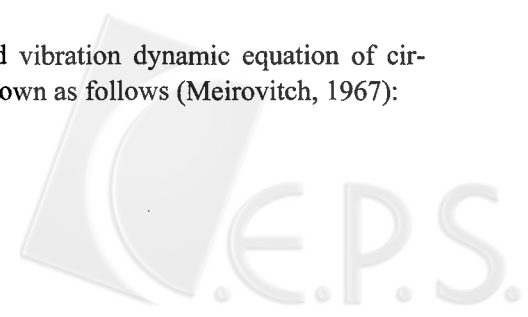 d vibration dynamic equation of cir-
own as follows (Meirovitch, 1967):
C.E.P.S.